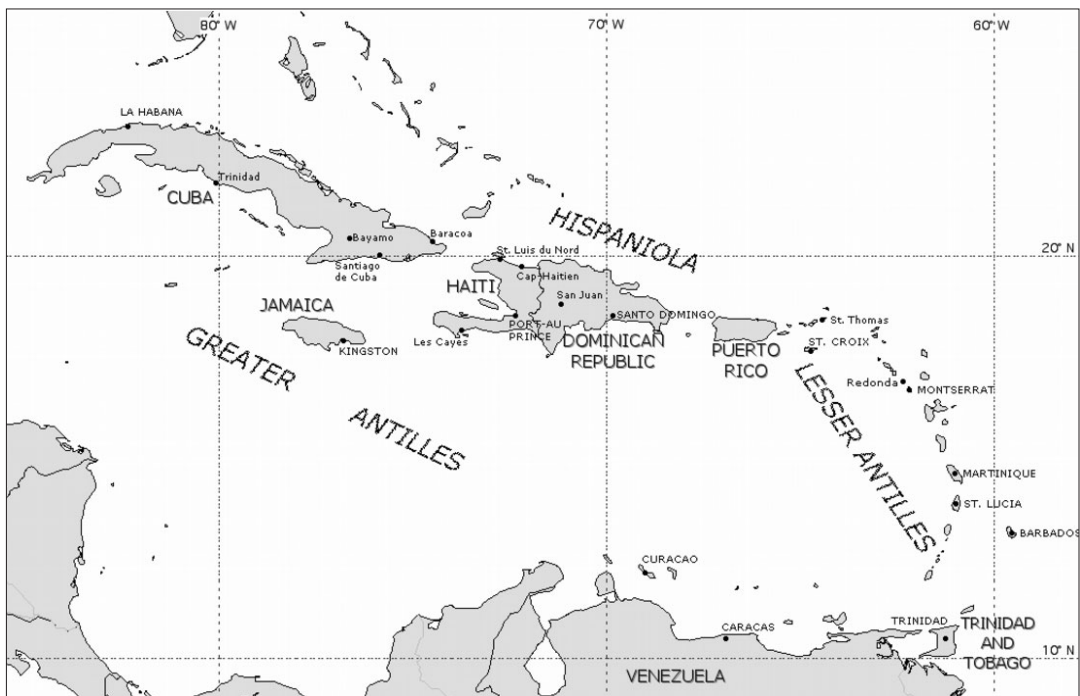 80° W
70° W
60° W
LA HABANA
Trinidad
CUBA
Bayamo
Baracoa
Santiago
de Cuba
HISPANIOLA
20° N
St. Luis du Nord
Cap-Haitien
HAITI
San Juan
JAMAICA
KINGSTON
Les Cayes
PORT-AU
PRINCE
SANTO DOMINGO
DOMINICAN
REPUBLIC
PUERTO
RICO
St. Thomas
ST. CROIX
Redonda
MONTSERRAT
GREATER
ANTILLES
LESSER ANTILLES
MARTINIQUE
ST. LUCIA
BARBADOS
CURACAO
CARACAS
TRINIDAD
TRINIDAD
AND
TOBAGO
10° N
VENEZUELA